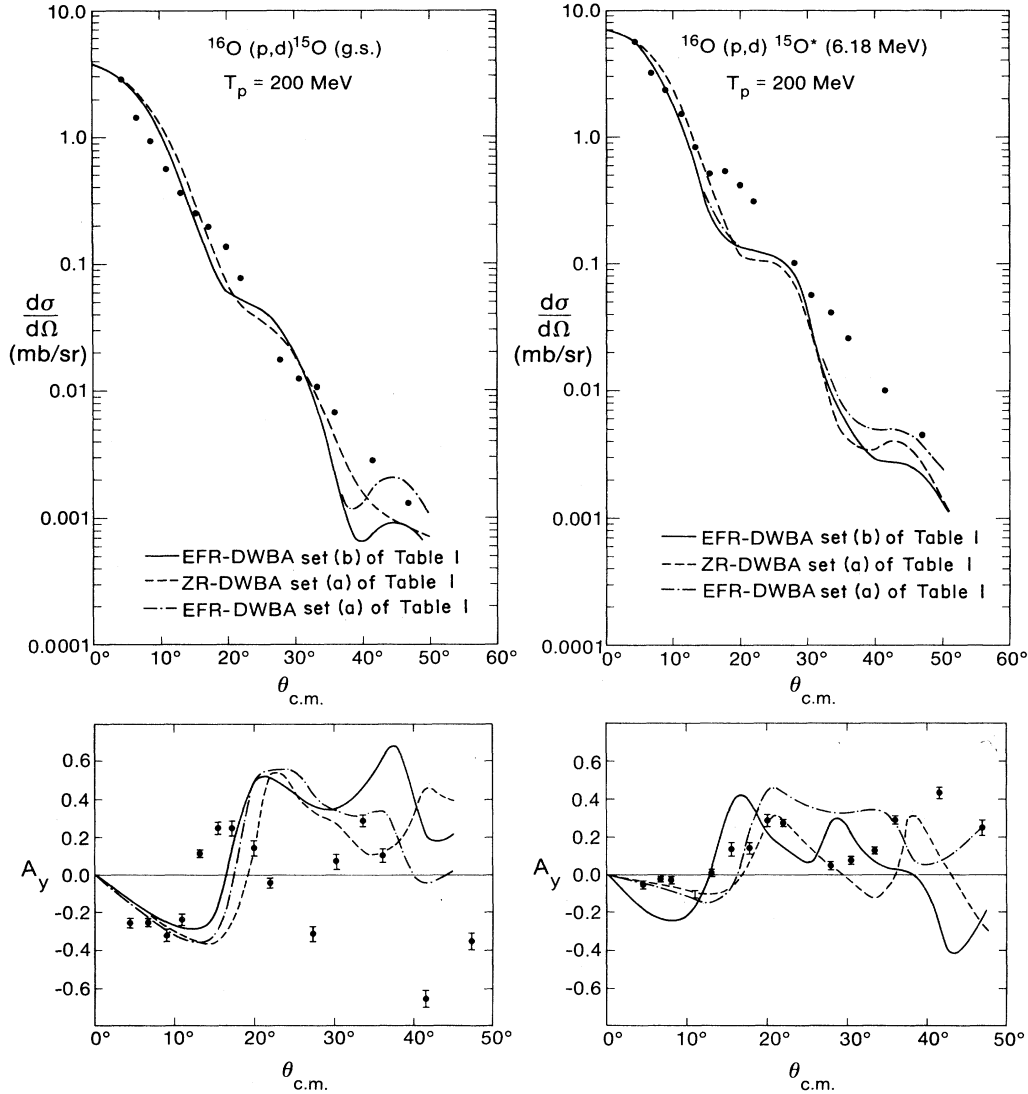 10.0
1.0
0.1
0.01
0.001
0.0001
dσ
dΩ
(mb/sr)
¹⁶O (p,d)¹⁵O (g.s.)
Tₚ = 200 MeV
EFR-DWBA set (b) of Table I
ZR-DWBA set (a) of Table I
EFR-DWBA set (a) of Table I
0° 10° 20° 30° 40° 50° 60°
θc.m.
10.0
1.0
0.1
0.01
0.001
0.0001
dσ
dΩ
(mb/sr)
¹⁶O (p,d) ¹⁵O* (6.18 MeV)
Tₚ = 200 MeV
EFR-DWBA set (b) of Table I
ZR-DWBA set (a) of Table I
EFR-DWBA set (a) of Table I
0° 10° 20° 30° 40° 50° 60°
θc.m.
0.6
0.4
0.2
0.0
-0.2
-0.4
-0.6
Ay
0° 10° 20° 30° 40° 50°
θc.m.
0.6
0.4
0.2
0.0
-0.2
-0.4
-0.6
Ay
0° 10° 20° 30° 40° 50°
θc.m.